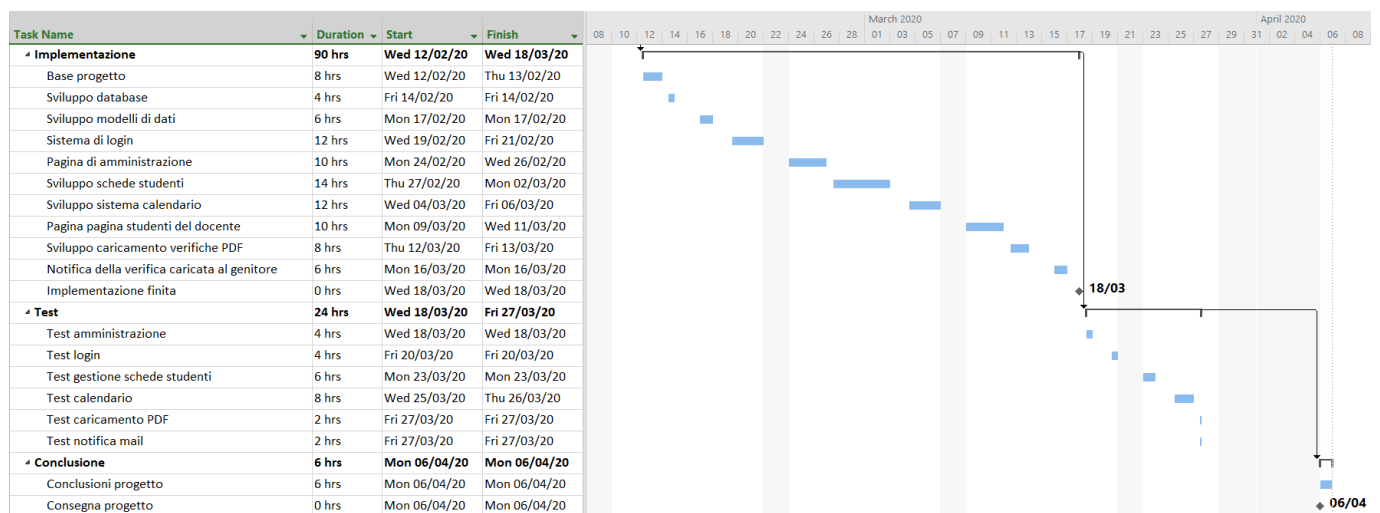 March 2020 April 2020
Task Name Duration Start Finish 08 10 12 14 16 18 20 22 24 26 28 01 03 05 07 09 11 13 15 17 19 21 23 25 27 29 31 02 04 06 08
Implementazione 90 hrs Wed 12/02/20 Wed 18/03/20
Base progetto 8 hrs Wed 12/02/20 Thu 13/02/20
Sviluppo database 4 hrs Fri 14/02/20 Fri 14/02/20
Sviluppo modelli di dati 6 hrs Mon 17/02/20 Mon 17/02/20
Sistema di login 12 hrs Wed 19/02/20 Fri 21/02/20
Pagina di amministrazione 10 hrs Mon 24/02/20 Wed 26/02/20
Sviluppo schede studenti 14 hrs Thu 27/02/20 Mon 02/03/20
Sviluppo sistema calendario 12 hrs Wed 04/03/20 Fri 06/03/20
Pagina pagina studenti del docente 10 hrs Mon 09/03/20 Wed 11/03/20
Sviluppo caricamento verifiche PDF 8 hrs Thu 12/03/20 Fri 13/03/20
Notifica della verifica caricata al genitore 6 hrs Mon 16/03/20 Mon 16/03/20
Implementazione finita 0 hrs Wed 18/03/20 Wed 18/03/20 18/03
Test 24 hrs Wed 18/03/20 Fri 27/03/20
Test amministrazione 4 hrs Wed 18/03/20 Wed 18/03/20
Test login 4 hrs Fri 20/03/20 Fri 20/03/20
Test gestione schede studenti 6 hrs Mon 23/03/20 Mon 23/03/20
Test calendario 8 hrs Wed 25/03/20 Thu 26/03/20
Test caricamento PDF 2 hrs Fri 27/03/20 Fri 27/03/20
Test notifica mail 2 hrs Fri 27/03/20 Fri 27/03/20
Conclusione 6 hrs Mon 06/04/20 Mon 06/04/20
Conclusioni progetto 6 hrs Mon 06/04/20 Mon 06/04/20
Consegna progetto 0 hrs Mon 06/04/20 Mon 06/04/20 06/04